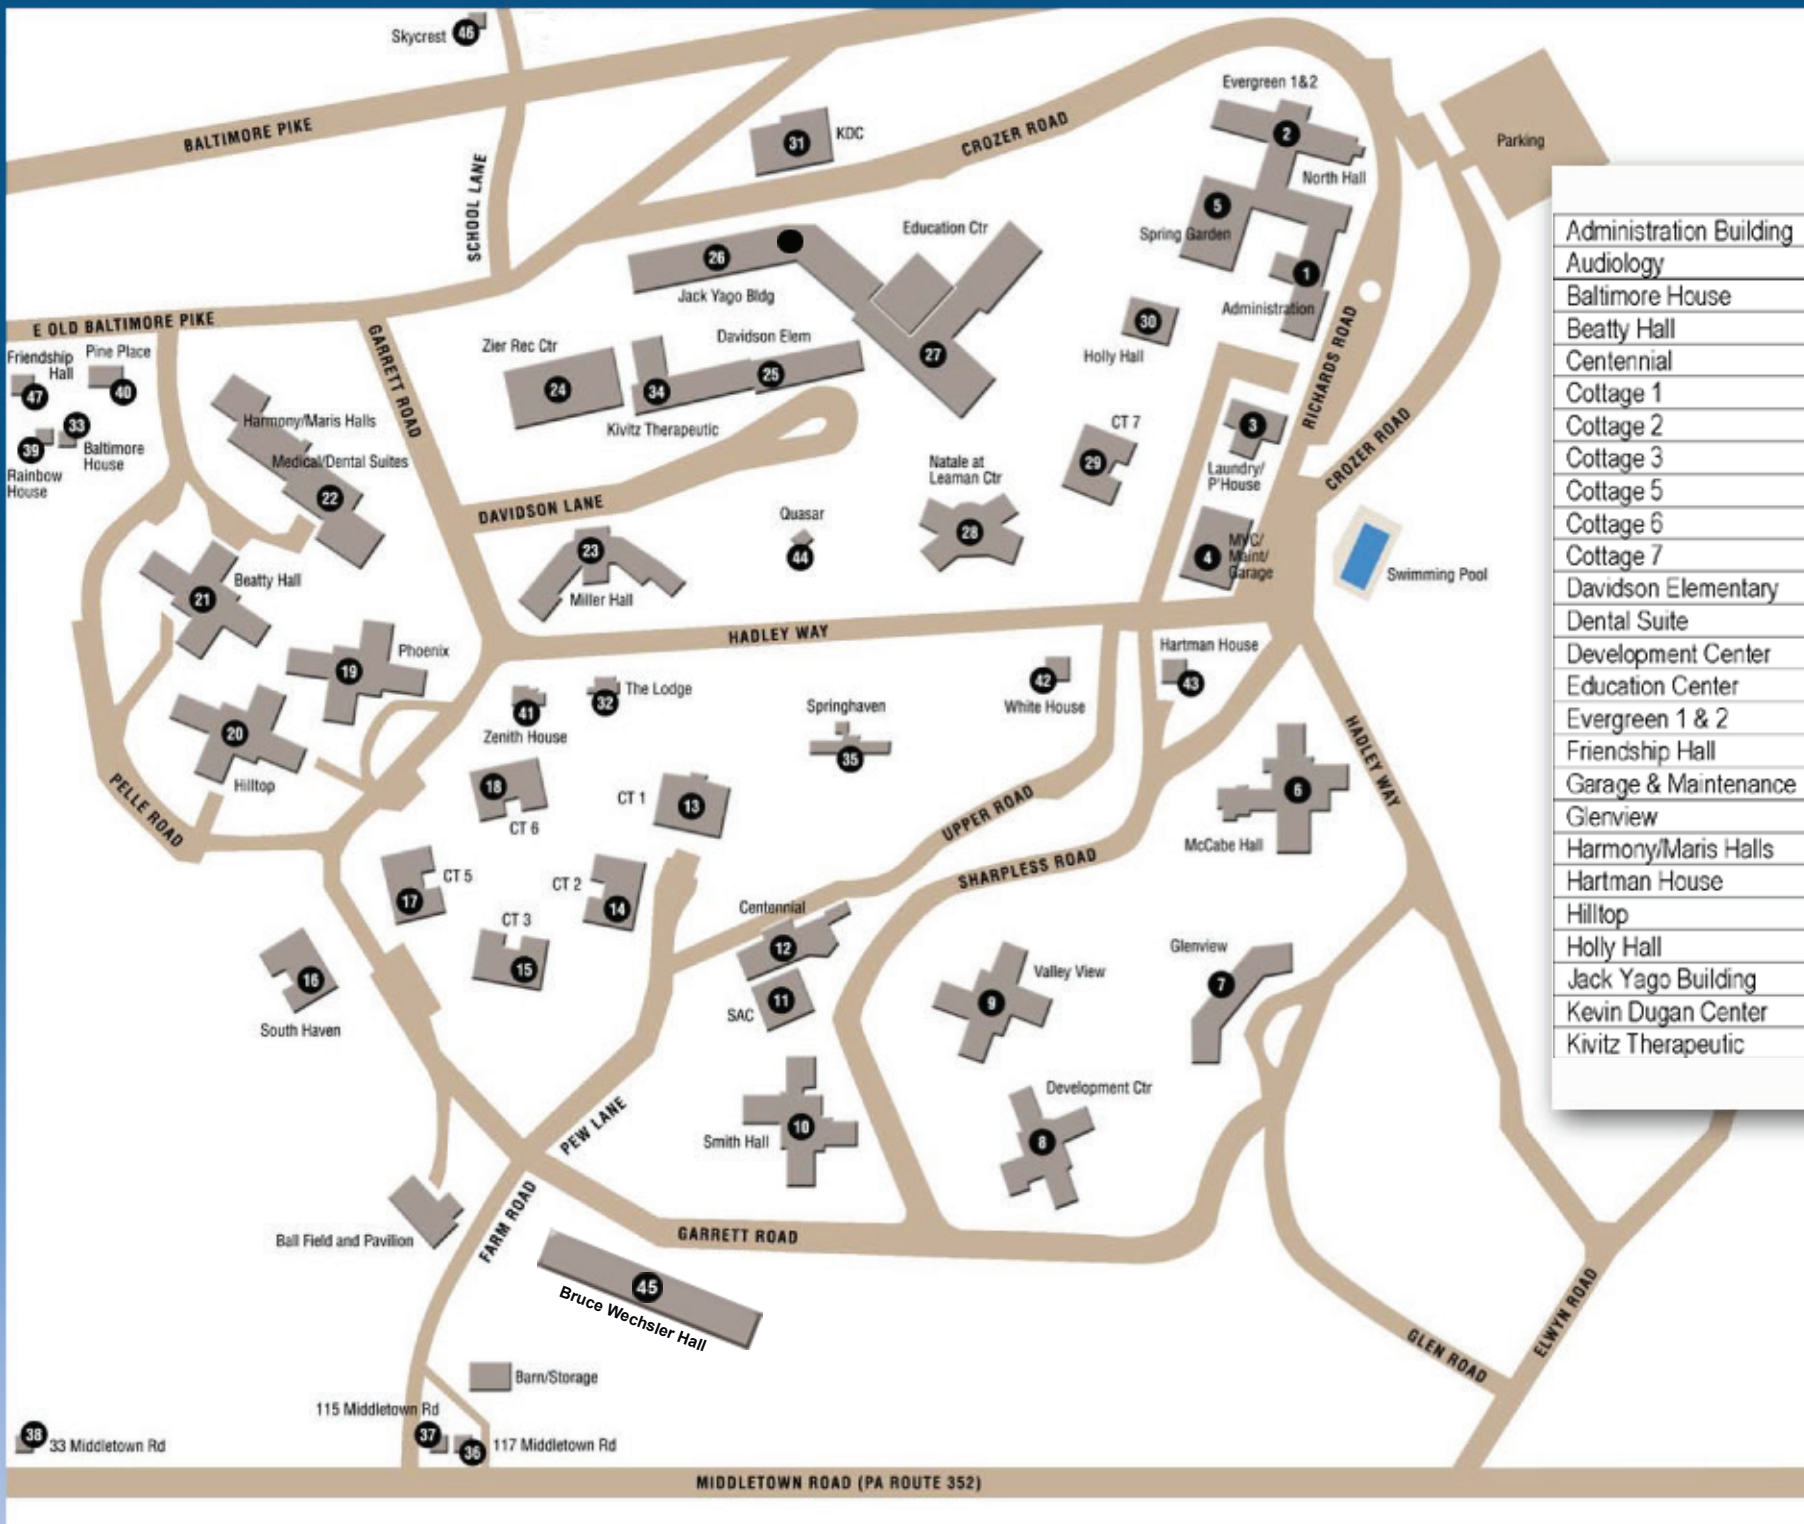 Skycrest
46
BALTIMORE PIKE
SCHOOL LANE
31
KDC
CROZER ROAD
Evergreen 1&2
2
North Hall
Parking
5
Spring Garden
1
Administration
26
Jack Yago Bldg
Education Ctr
27
30
Holly Hall
RICHARDS ROAD
E OLD BALTIMORE PIKE
GARRETT ROAD
Friendship
Hall
47
Pine Place
40
33
Baltimore
House
39
Rainbow
House
Zier Rec Ctr
24
Davidson Elem
25
34
Kivitz Therapeutic
Harmony/Maris Halls
Medical/Dental Suites
22
DAVIDSON LANE
CT 7
29
3
Laundry/
P'House
CROZER ROAD
Natale at
Leaman Ctr
28
Quasar
44
23
Miller Hall
4
MVC/
Maint/
Garage
Swimming Pool
Beatty Hall
21
HADLEY WAY
Phoenix
19
20
Hilltop
PELLE ROAD
41
Zenith House
32
The Lodge
Springhaven
35
42
White House
Hartman House
43
HADLEY WAY
6
McCabe Hall
18
CT 6
CT 1
13
UPPER ROAD
SHARPLESS ROAD
CT 5
17
CT 2
14
CT 3
15
16
South Haven
Centennial
12
11
SAC
Valley View
9
Glenview
7
Development Ctr
8
10
Smith Hall
PEW LANE
Ball Field and Pavilion
FARM ROAD
GARRETT ROAD
45
Bruce Wechsler Hall
GLEN ROAD
ELWYN ROAD
Barn/Storage
115 Middletown Rd
37
36
117 Middletown Rd
38
33 Middletown Rd
MIDDLETOWN ROAD (PA ROUTE 352)
Administration Building
Audiology
Baltimore House
Beatty Hall
Centennial
Cottage 1
Cottage 2
Cottage 3
Cottage 5
Cottage 6
Cottage 7
Davidson Elementary
Dental Suite
Development Center
Education Center
Evergreen 1 & 2
Friendship Hall
Garage & Maintenance
Glenview
Harmony/Maris Halls
Hartman House
Hilltop
Holly Hall
Jack Yago Building
Kevin Dugan Center
Kivitz Therapeutic